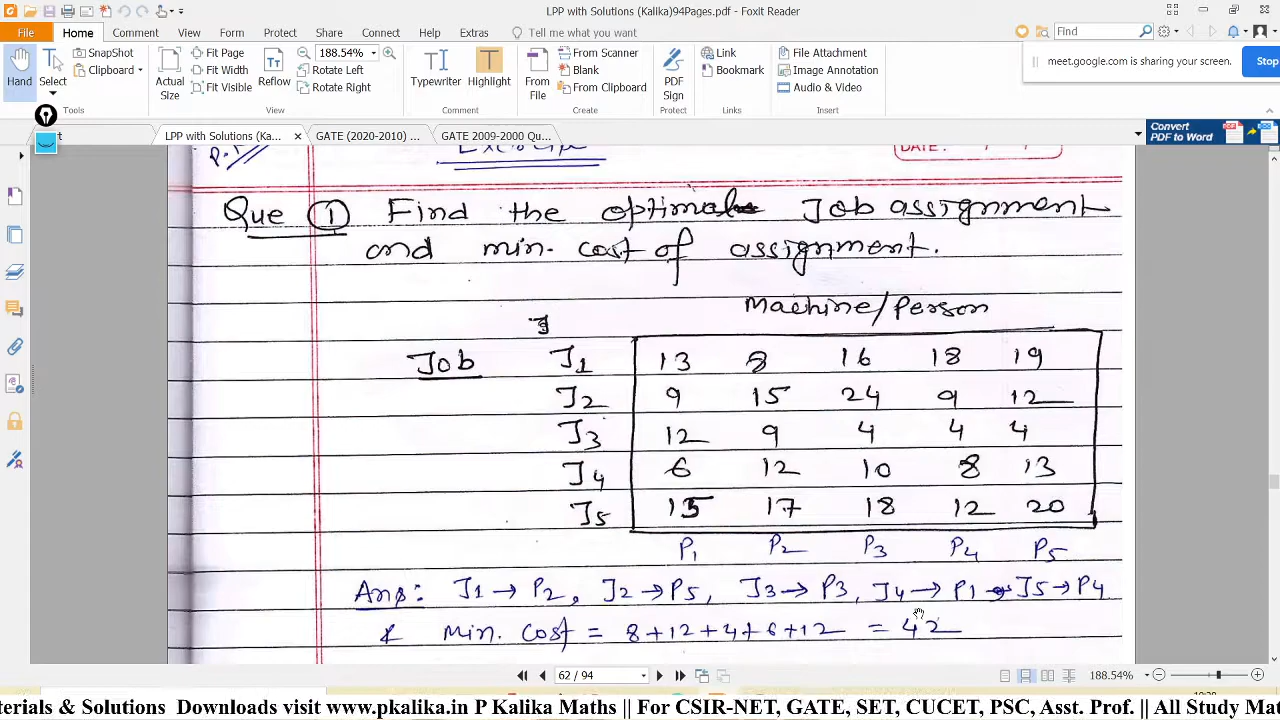 LPP with Solutions (Kalika)94Pages.pdf - Foxit Reader
File Home Comment View Form Protect Share Connect Help Extras Tell me what you want Find
Hand
Select
SnapShot
Clipboard
Actual Size
Fit Page
Fit Width
Fit Visible
Reflow
188.54%
Rotate Left
Rotate Right
Typewriter
Highlight
From File
From Scanner
Blank
From Clipboard
PDF Sign
Link
Bookmark
File Attachment
Image Annotation
Audio & Video
meet.google.com is sharing your screen. Stop
Tools View Comment Create Protect Links Insert
LPP with Solutions (Ka... GATE (2020-2010) ... GATE 2009-2000 Qu...
Convert PDF to Word
DATE:
Que 1 Find the optimal Job assignment
and min. cost of assignment.
Machine/Person
Job J1 13 8 16 18 19
J2 9 15 24 9 12
J3 12 9 4 4 4
J4 6 12 10 8 13
J5 15 17 18 12 20
P1 P2 P3 P4 P5
Ans: J1 → P2, J2 → P5, J3 → P3, J4 → P1 J5 → P4
& Min. Cost = 8+12+4+6+12 = 42
62 / 94 188.54%
terials & Solutions Downloads visit www.pkalika.in P Kalika Maths || For CSIR-NET, GATE, SET, CUCET, PSC, Asst. Prof. || All Study Mat